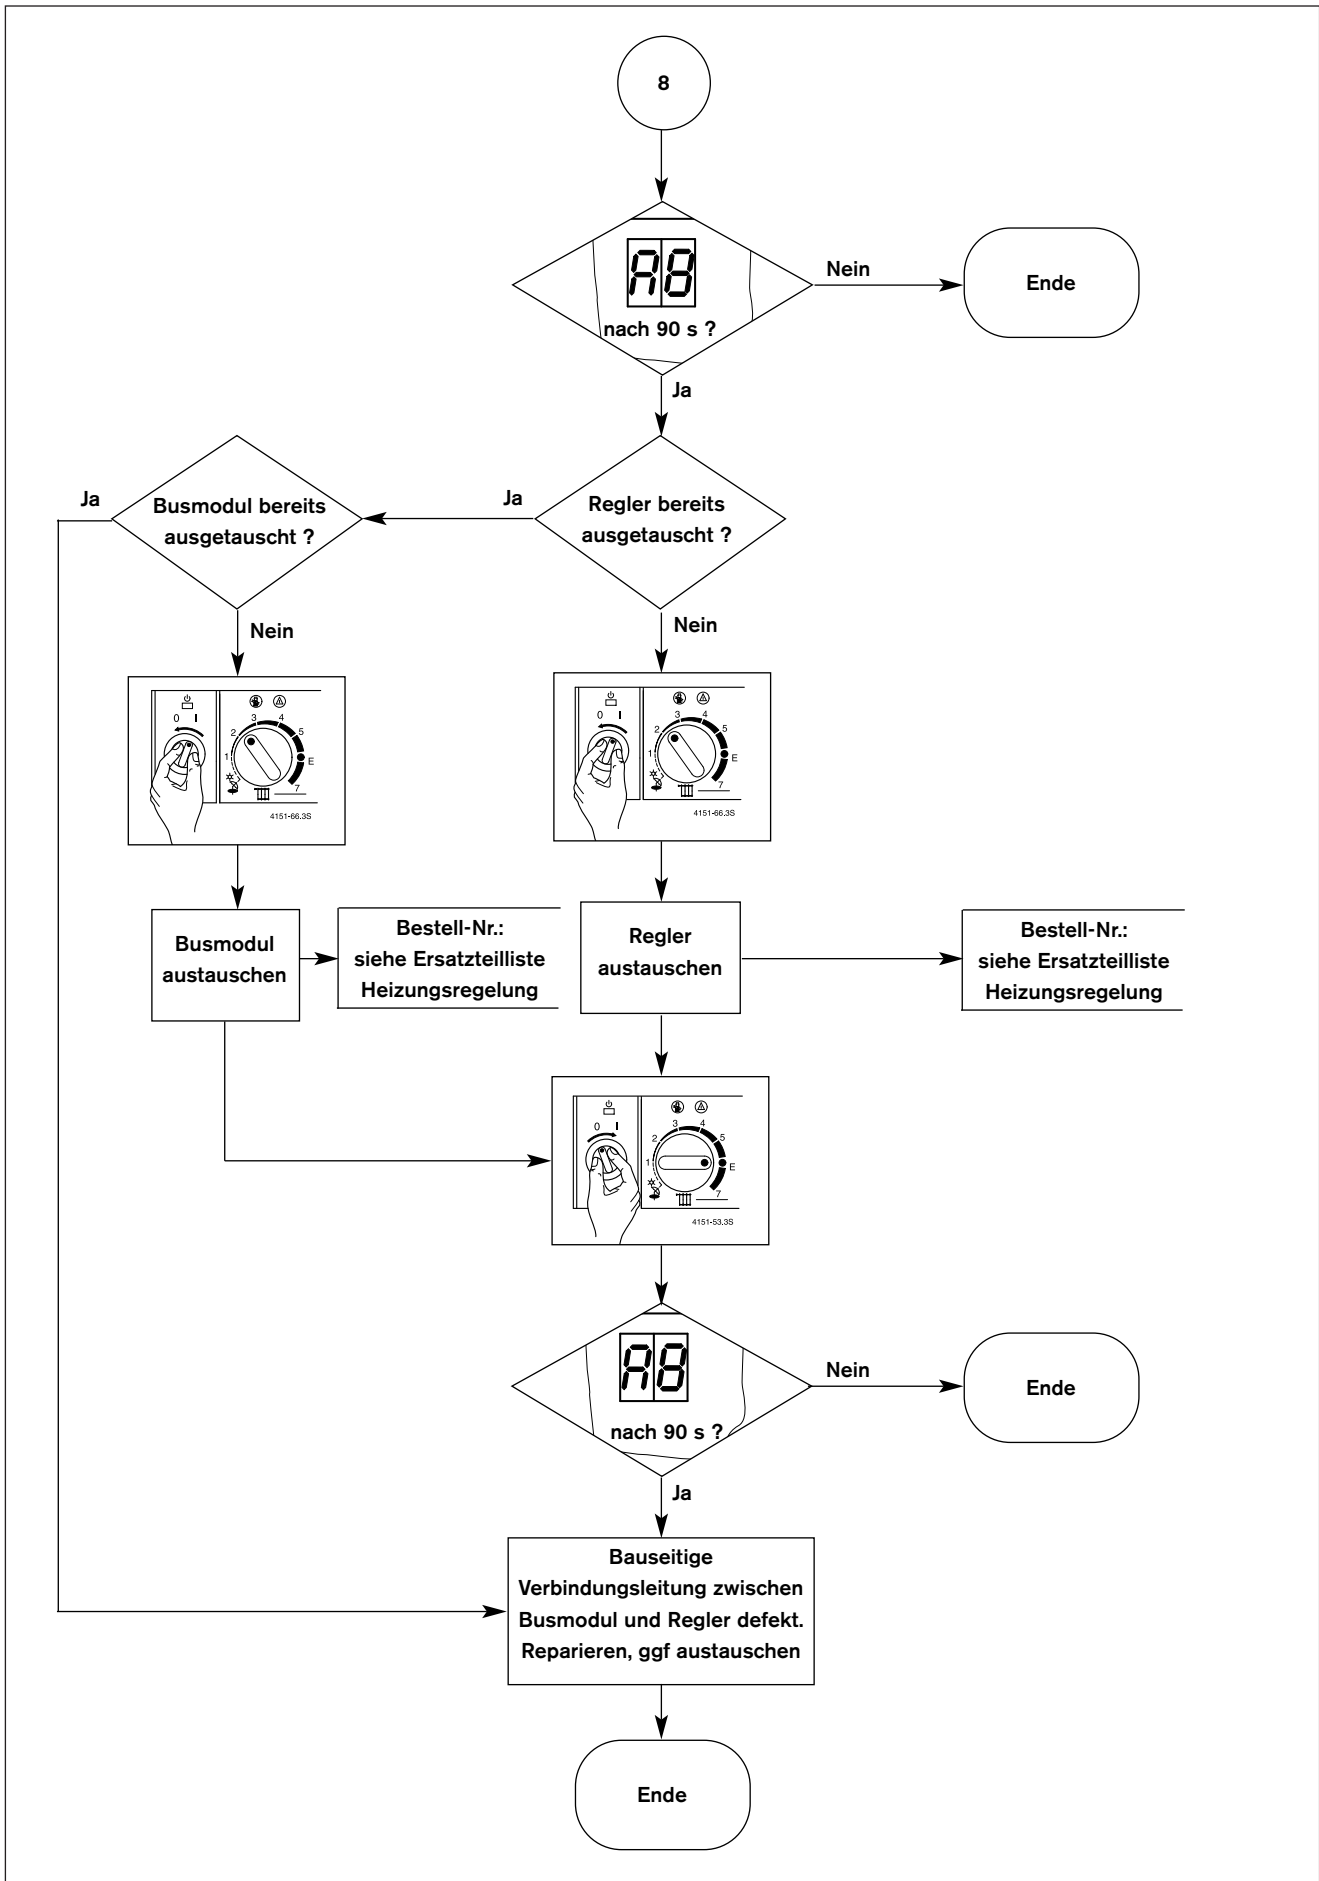 8
A8
nach 90 s ?
Nein
Ende
Ja
Ja
Busmodul bereits
ausgetauscht ?
Ja
Regler bereits
ausgetauscht ?
Nein
Nein
0 I
1 2 3 4 5 E 7
4151-66.3S
0 I
1 2 3 4 5 E 7
4151-66.3S
Busmodul
austauschen
Bestell-Nr.:
siehe Ersatzteilliste
Heizungsregelung
Regler
austauschen
Bestell-Nr.:
siehe Ersatzteilliste
Heizungsregelung
0 I
1 2 3 4 5 E 7
4151-53.3S
A8
nach 90 s ?
Nein
Ende
Ja
Bauseitige
Verbindungsleitung zwischen
Busmodul und Regler defekt.
Reparieren, ggf austauschen
Ende